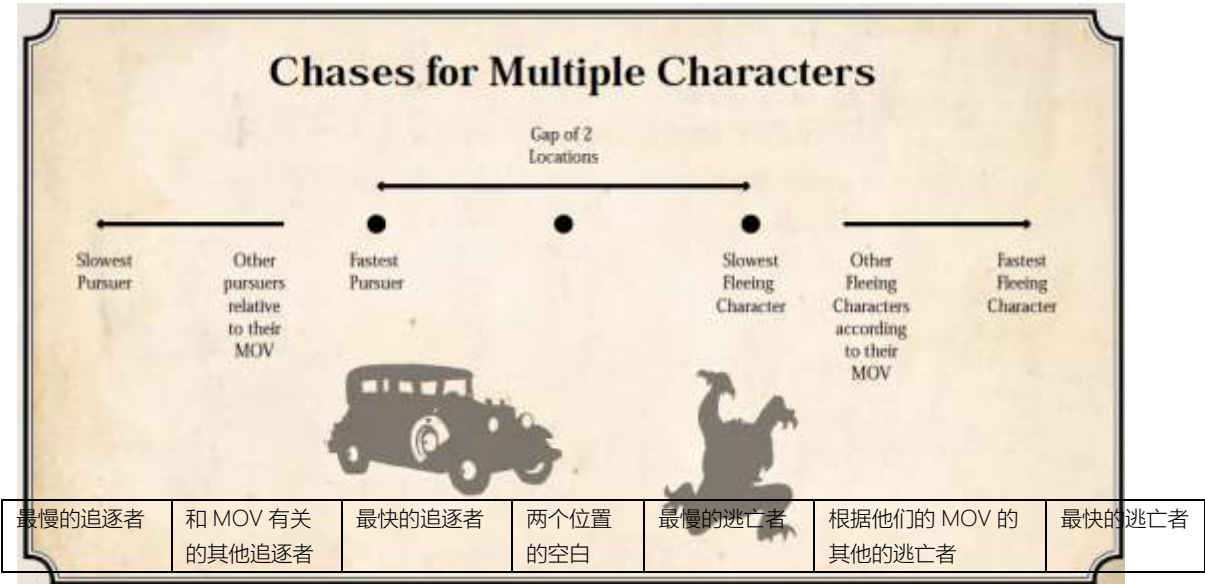 Chases for Multiple Characters
Gap of 2
Locations
Slowest
Pursuer
Other
pursuers
relative
to their
MOV
Fastest
Pursuer
Slowest
Fleeing
Character
Other
Fleeing
Characters
according
to their
MOV
Fastest
Fleeing
Character
最慢的追逐者
和 MOV 有关
的其他追逐者
最快的追逐者
两个位置
的空白
最慢的逃亡者
根据他们的 MOV 的
其他的逃亡者
最快的逃亡者